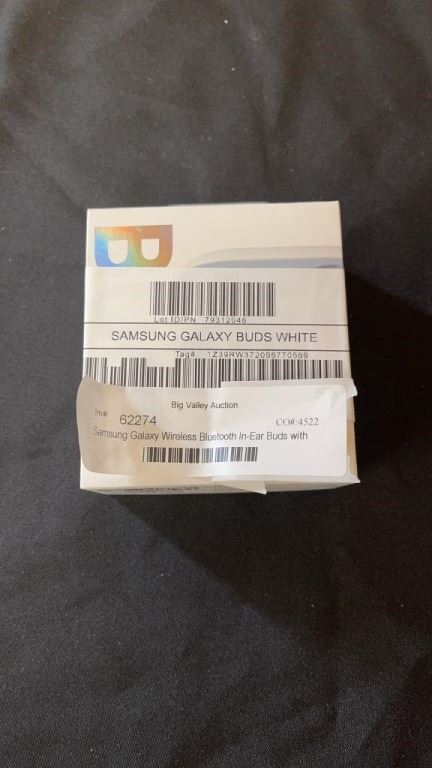 B
Lot ID/PN 79312046
SAMSUNG GALAXY BUDS WHITE
Tag# 1Z39RW372098770589
Big Valley Auction
Inv# 62274 CO#:4522
Samsung Galaxy Wireless Bluetooth In-Ear Buds with